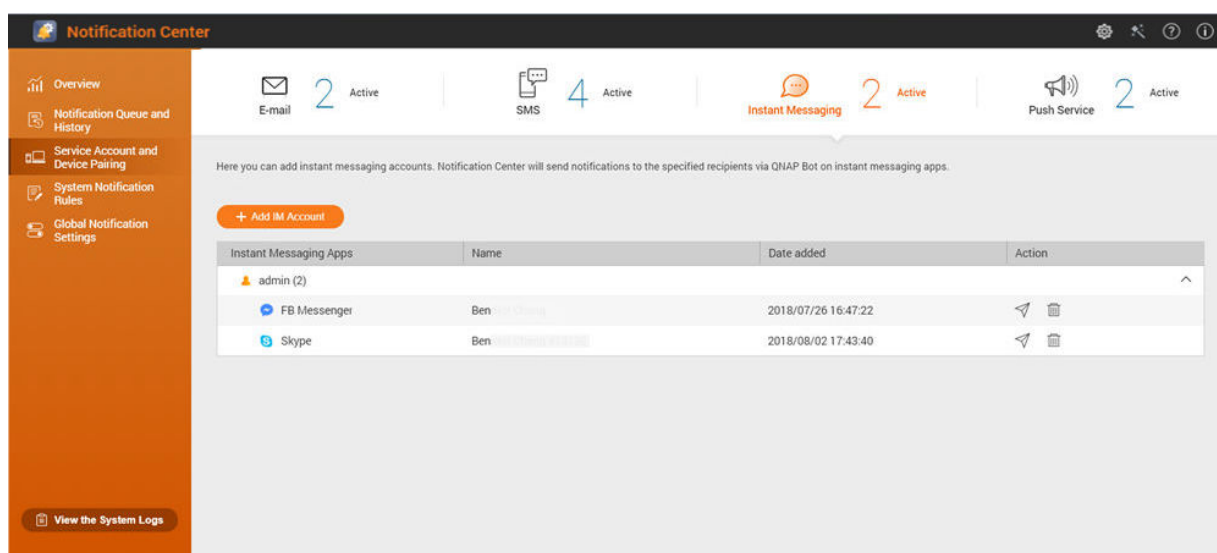 Notification Center
Overview
Notification Queue and
History
Service Account and
Device Pairing
System Notification
Rules
Global Notification
Settings
View the System Logs
E-mail
2 Active
SMS
4 Active
Instant Messaging
2 Active
Push Service
2 Active
Here you can add instant messaging accounts. Notification Center will send notifications to the specified recipients via QNAP Bot on instant messaging apps.
+ Add IM Account
Instant Messaging Apps Name Date added Action
admin (2)
FB Messenger Ben 2018/07/26 16:47:22
Skype Ben 2018/08/02 17:43:40